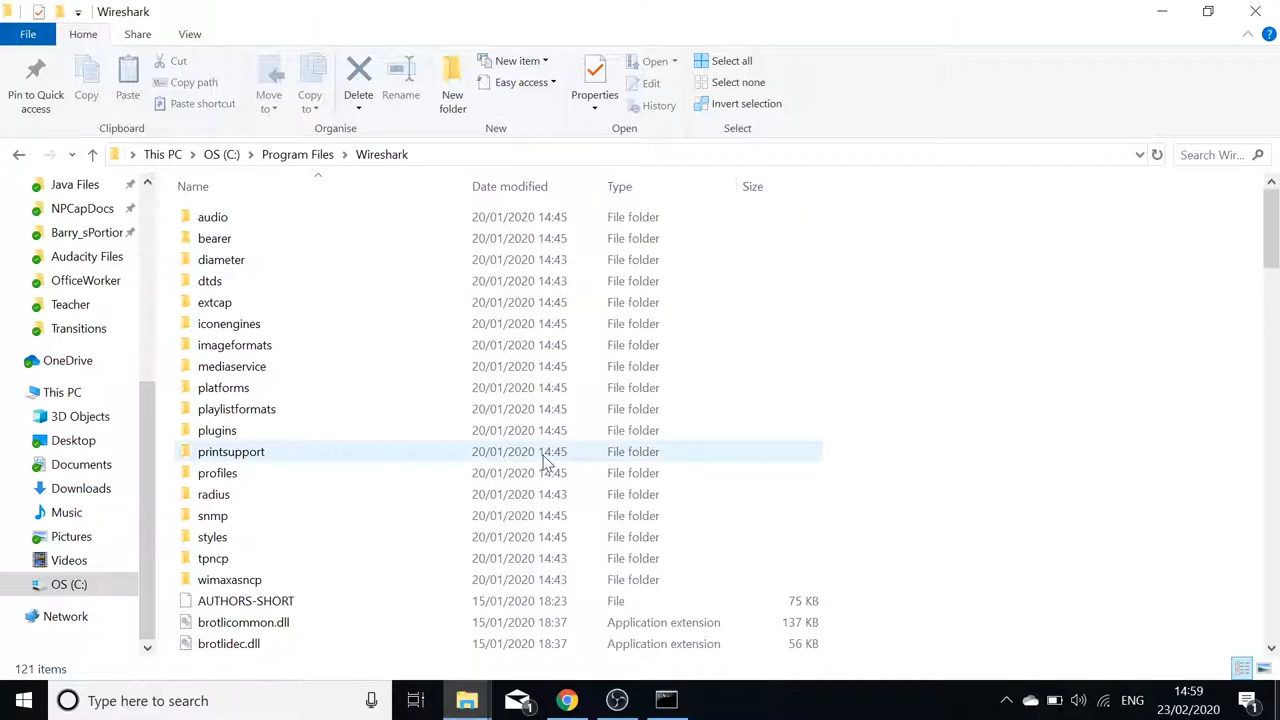 Wireshark
File Home Share View
Pin to Quick access
Copy
Paste
Cut
Copy path
Paste shortcut
Clipboard
Move to
Copy to
Delete
Rename
Organise
New folder
New item
Easy access
New
Properties
Open
Edit
History
Open
Select all
Select none
Invert selection
Select
This PC OS (C:) Program Files Wireshark
Search Wir...
Java Files
NPCapDocs
Barry_sPortior
Audacity Files
OfficeWorker
Teacher
Transitions
OneDrive
This PC
3D Objects
Desktop
Documents
Downloads
Music
Pictures
Videos
OS (C:)
Network
Name Date modified Type Size
audio 20/01/2020 14:45 File folder
bearer 20/01/2020 14:45 File folder
diameter 20/01/2020 14:43 File folder
dtds 20/01/2020 14:43 File folder
extcap 20/01/2020 14:45 File folder
iconengines 20/01/2020 14:45 File folder
imageformats 20/01/2020 14:45 File folder
mediaservice 20/01/2020 14:45 File folder
platforms 20/01/2020 14:45 File folder
playlistformats 20/01/2020 14:45 File folder
plugins 20/01/2020 14:45 File folder
printsupport 20/01/2020 14:45 File folder
profiles 20/01/2020 14:45 File folder
radius 20/01/2020 14:43 File folder
snmp 20/01/2020 14:45 File folder
styles 20/01/2020 14:45 File folder
tpncp 20/01/2020 14:43 File folder
wimaxasncp 20/01/2020 14:43 File folder
AUTHORS-SHORT 15/01/2020 18:23 File 75 KB
brotlicommon.dll 15/01/2020 18:37 Application extension 137 KB
brotlidec.dll 15/01/2020 18:37 Application extension 56 KB
121 items
Type here to search
1
ENG
14:59
23/02/2020
1